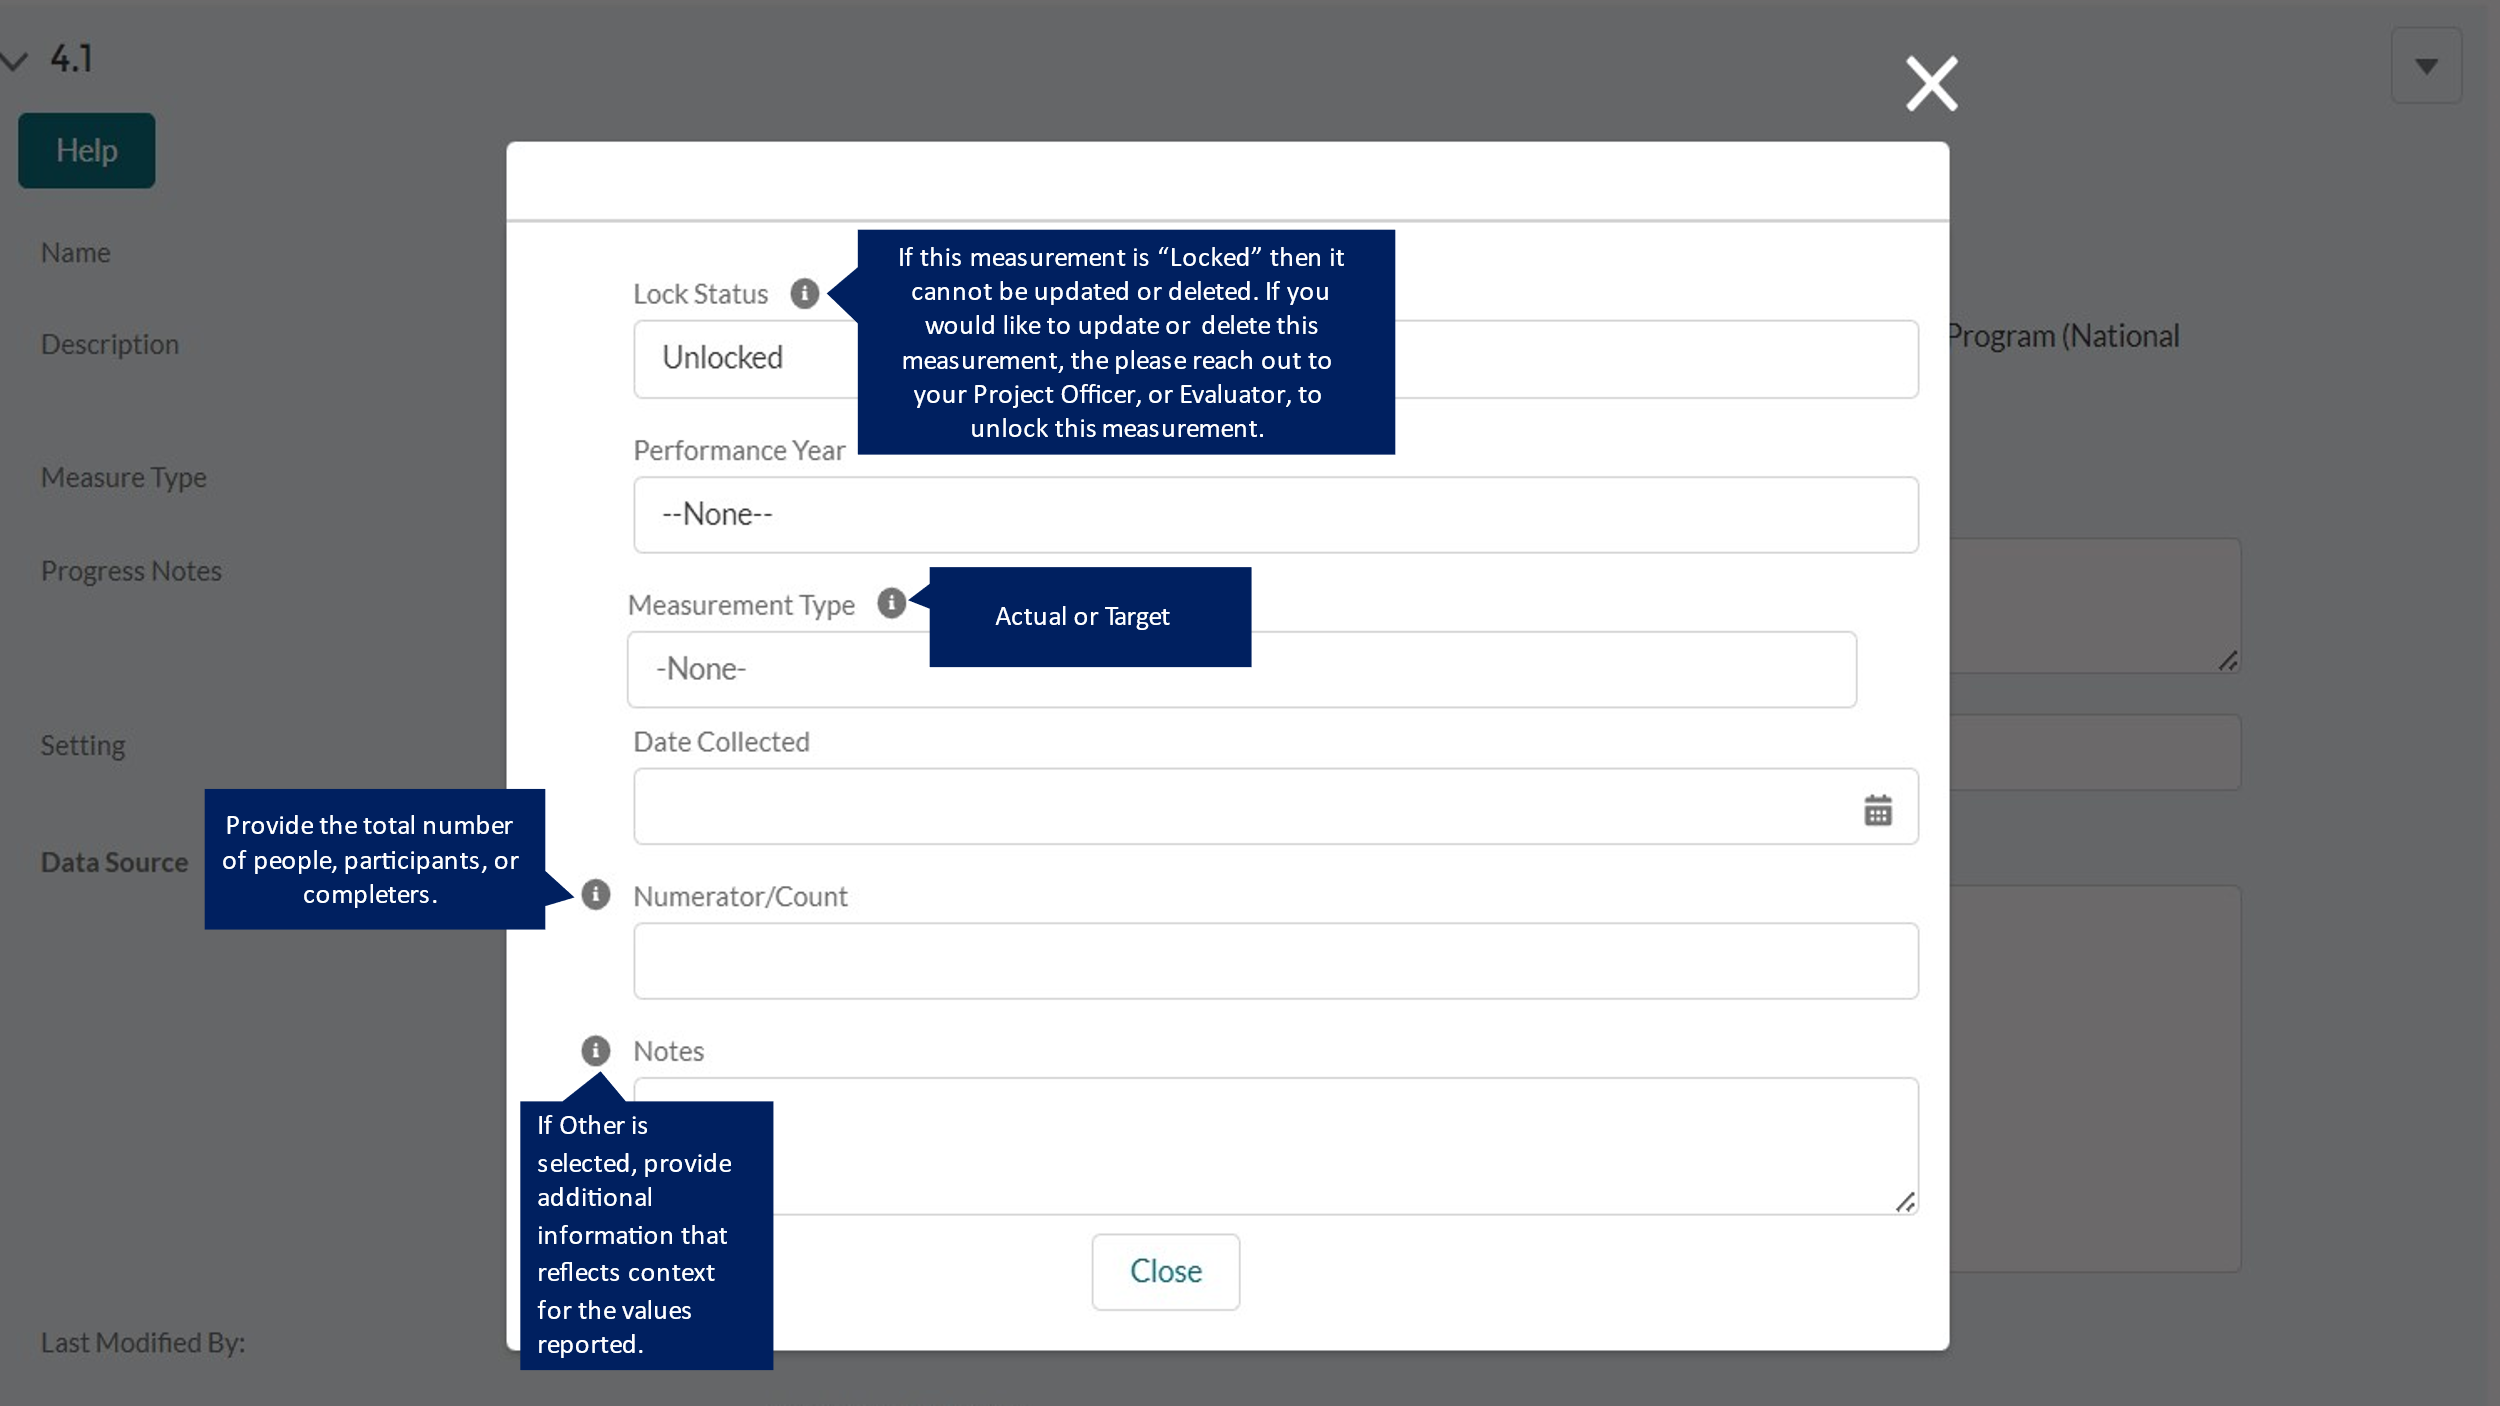 4.1
Help
Name
Description
Program (National
Measure Type
Progress Notes
Setting
Data Source
Last Modified By:
Lock Status
If this measurement is “Locked” then it
cannot be updated or deleted. If you
would like to update or delete this
measurement, the please reach out to
your Project Officer, or Evaluator, to
unlock this measurement.
Unlocked
Performance Year
--None--
Measurement Type
Actual or Target
-None-
Date Collected
Provide the total number
of people, participants, or
completers.
Numerator/Count
Notes
If Other is
selected, provide
additional
information that
reflects context
for the values
reported.
Close